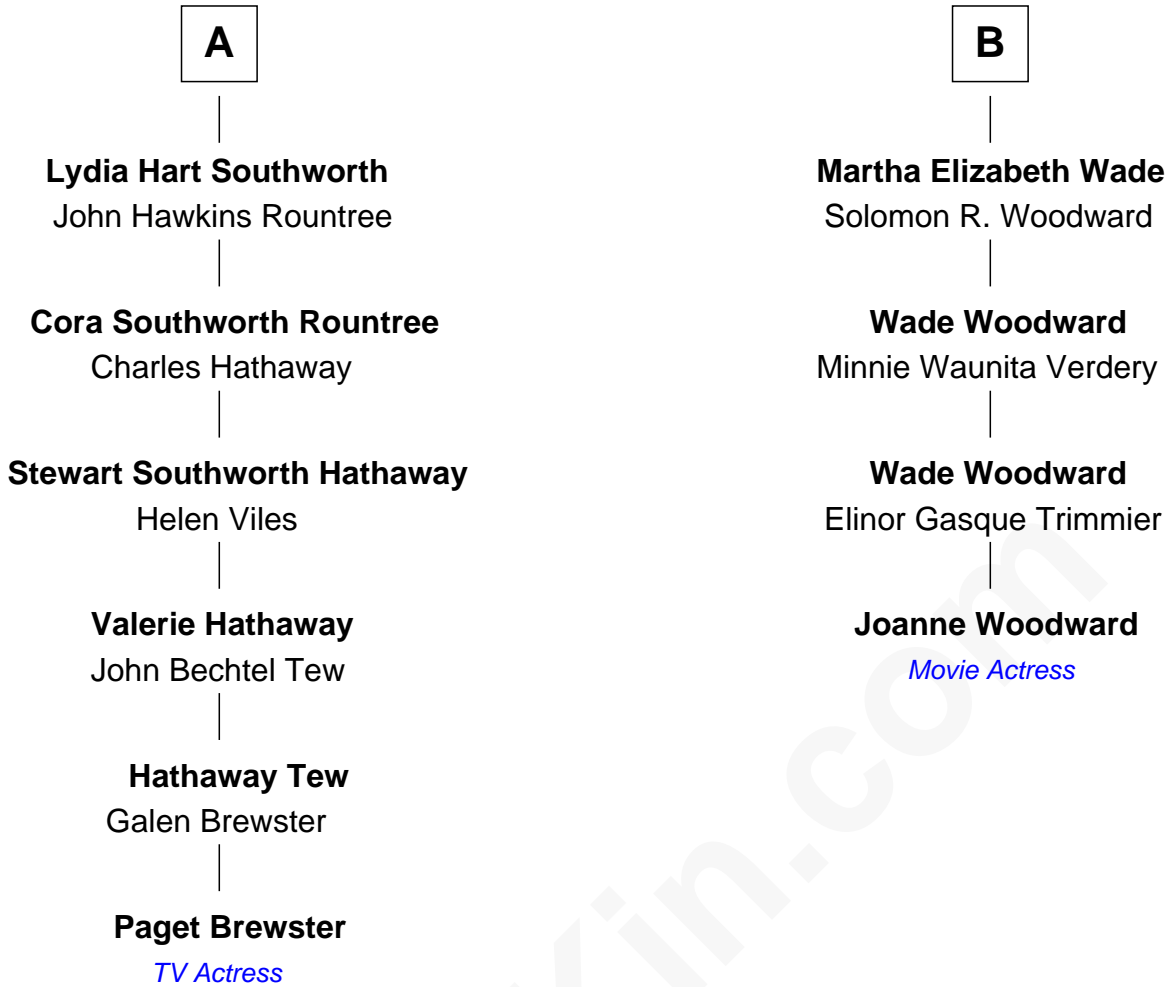 A
Lydia Hart Southworth
John Hawkins Rountree
Cora Southworth Rountree
Charles Hathaway
Stewart Southworth Hathaway
Helen Viles
Valerie Hathaway
John Bechtel Tew
Hathaway Tew
Galen Brewster
Paget Brewster
TV Actress
B
Martha Elizabeth Wade
Solomon R. Woodward
Wade Woodward
Minnie Waunita Verdery
Wade Woodward
Elinor Gasque Trimmier
Joanne Woodward
Movie Actress
Kin.com